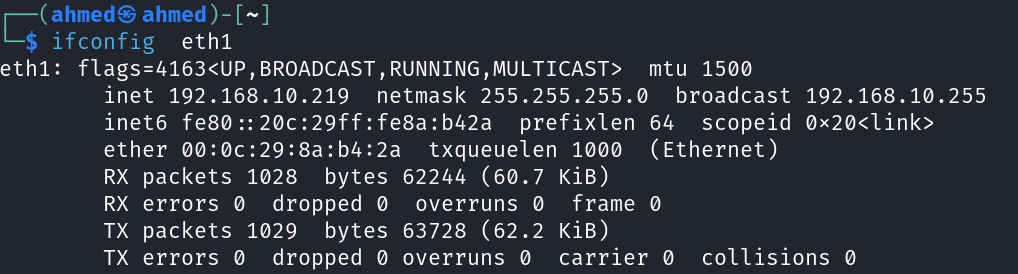 ┌──(ahmed㉿ahmed)-[~]
└─$ ifconfig  eth1
eth1: flags=4163<UP,BROADCAST,RUNNING,MULTICAST>  mtu 1500
        inet 192.168.10.219  netmask 255.255.255.0  broadcast 192.168.10.255
        inet6 fe80::20c:29ff:fe8a:b42a  prefixlen 64  scopeid 0x20<link>
        ether 00:0c:29:8a:b4:2a  txqueuelen 1000  (Ethernet)
        RX packets 1028  bytes 62244 (60.7 KiB)
        RX errors 0  dropped 0  overruns 0  frame 0
        TX packets 1029  bytes 63728 (62.2 KiB)
        TX errors 0  dropped 0 overruns 0  carrier 0  collisions 0